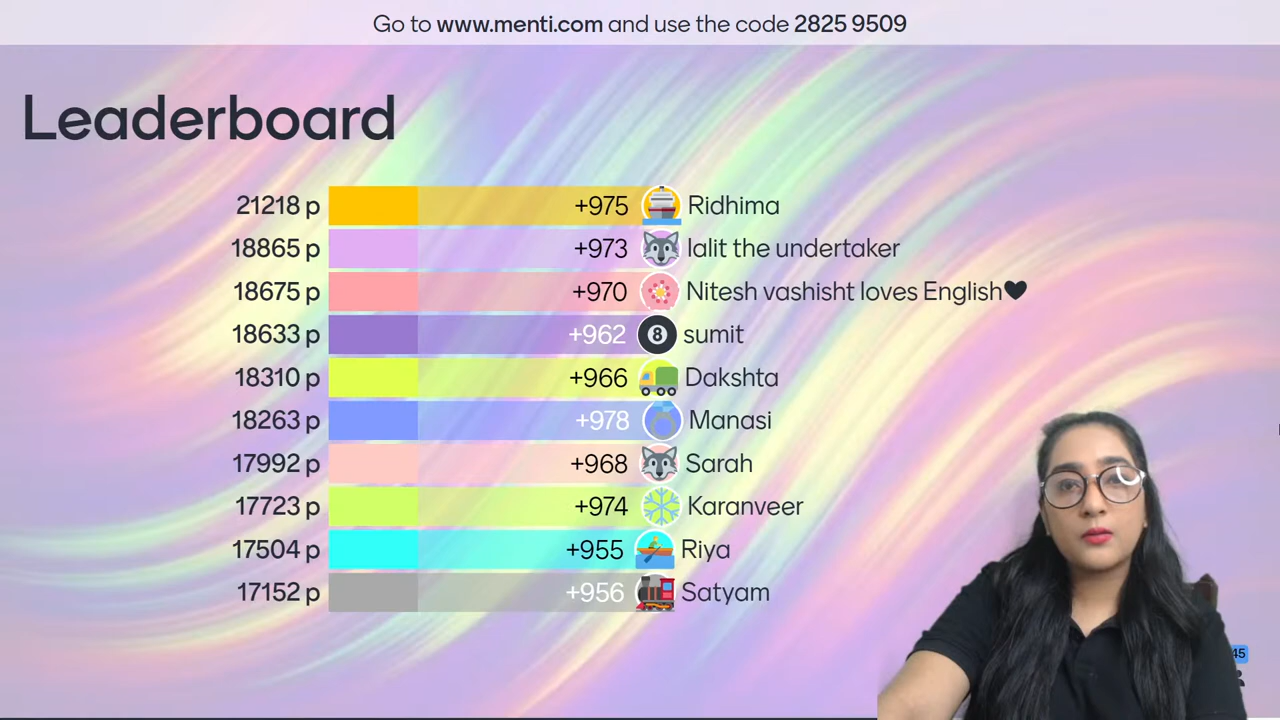 Go to www.menti.com and use the code 2825 9509
Leaderboard
21218 p +975 Ridhima
18865 p +973 lalit the undertaker
18675 p +970 Nitesh vashisht loves English🖤
18633 p +962 8 sumit
18310 p +966 Dakshta
18263 p +978 Manasi
17992 p +968 Sarah
17723 p +974 Karanveer
17504 p +955 Riya
17152 p +956 Satyam
45